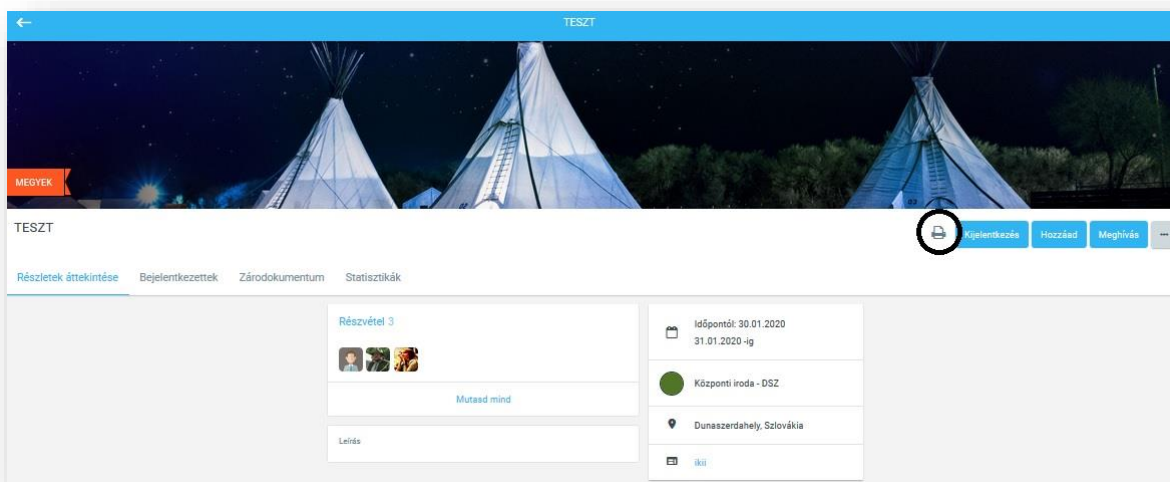 TESZT
MEGYEK
TESZT
Kijelentkezés Hozzáad Meghívás
Részletek áttekintése Bejelentkezettek Zárodokumentum Statisztikák
Részvétel 3
Mutasd mind
Leírás
Időpontól: 30.01.2020
31.01.2020 -ig
Központi iroda - DSZ
Dunaszerdahely, Szlovákia
ikii